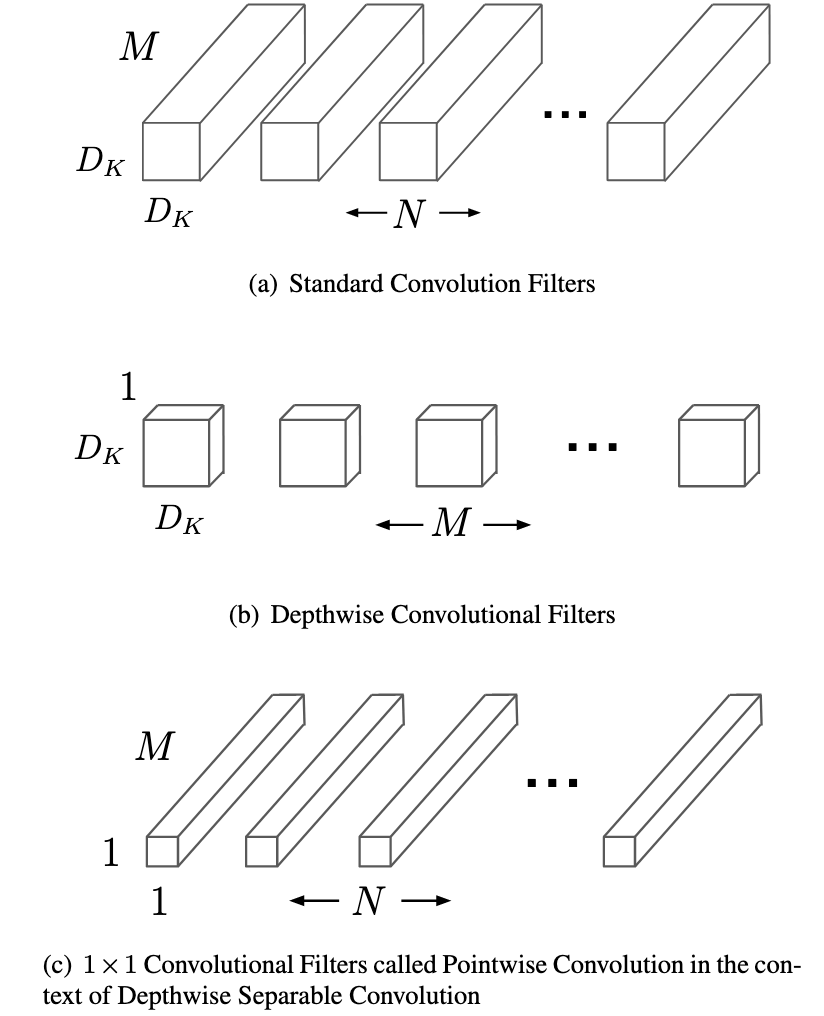 M
D_K
D_K
← N →
...
(a) Standard Convolution Filters
1
D_K
D_K
← M →
...
(b) Depthwise Convolutional Filters
M
1
1
← N →
...
(c) 1 × 1 Convolutional Filters called Pointwise Convolution in the con-
text of Depthwise Separable Convolution